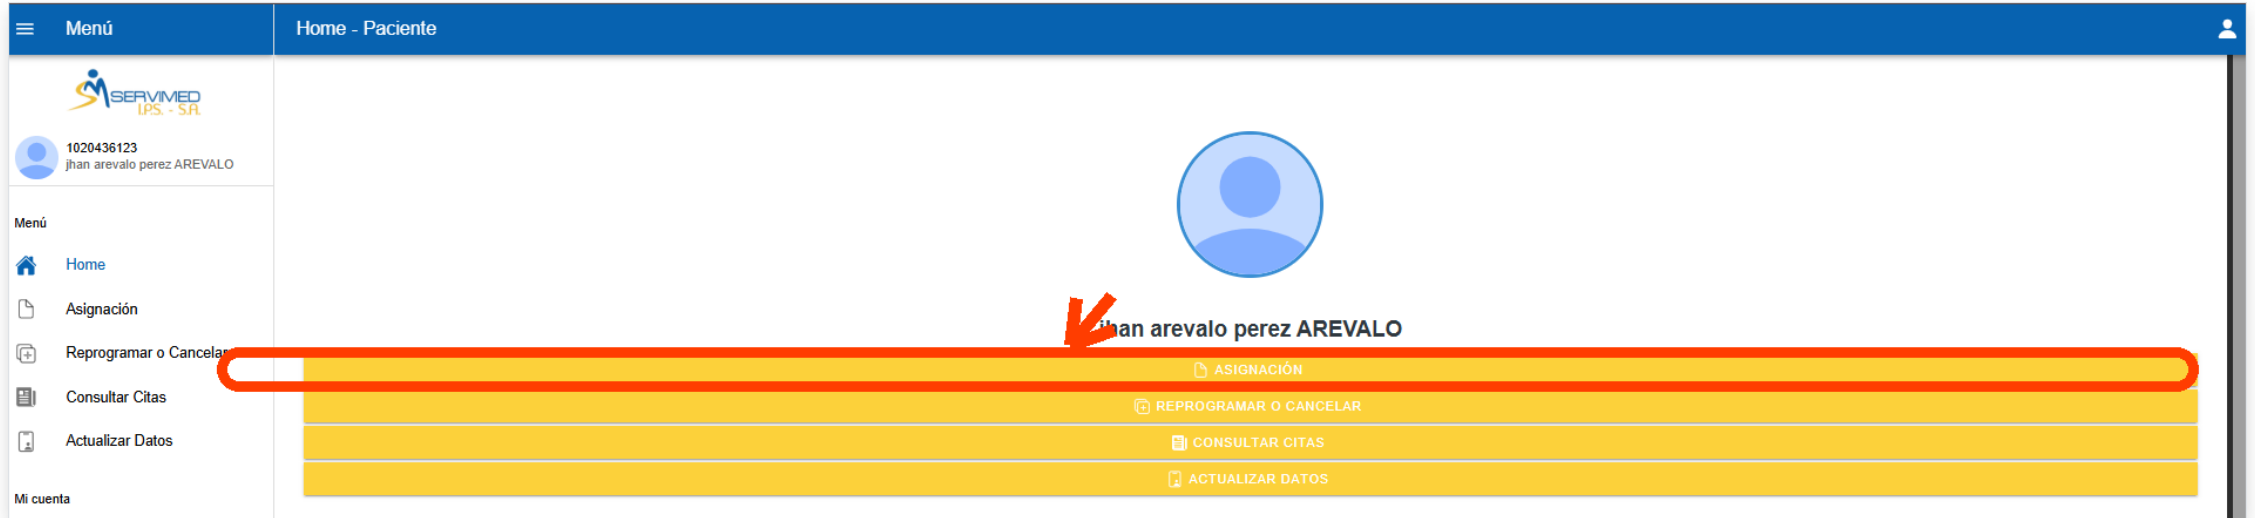 Menú
Home - Paciente
SERVIMED
I.P.S. - S.A.
1020436123
jhan arevalo perez AREVALO
Menú
Home
Asignación
Reprogramar o Cancelar
Consultar Citas
Actualizar Datos
Mi cuenta
jhan arevalo perez AREVALO
ASIGNACIÓN
REPROGRAMAR O CANCELAR
CONSULTAR CITAS
ACTUALIZAR DATOS